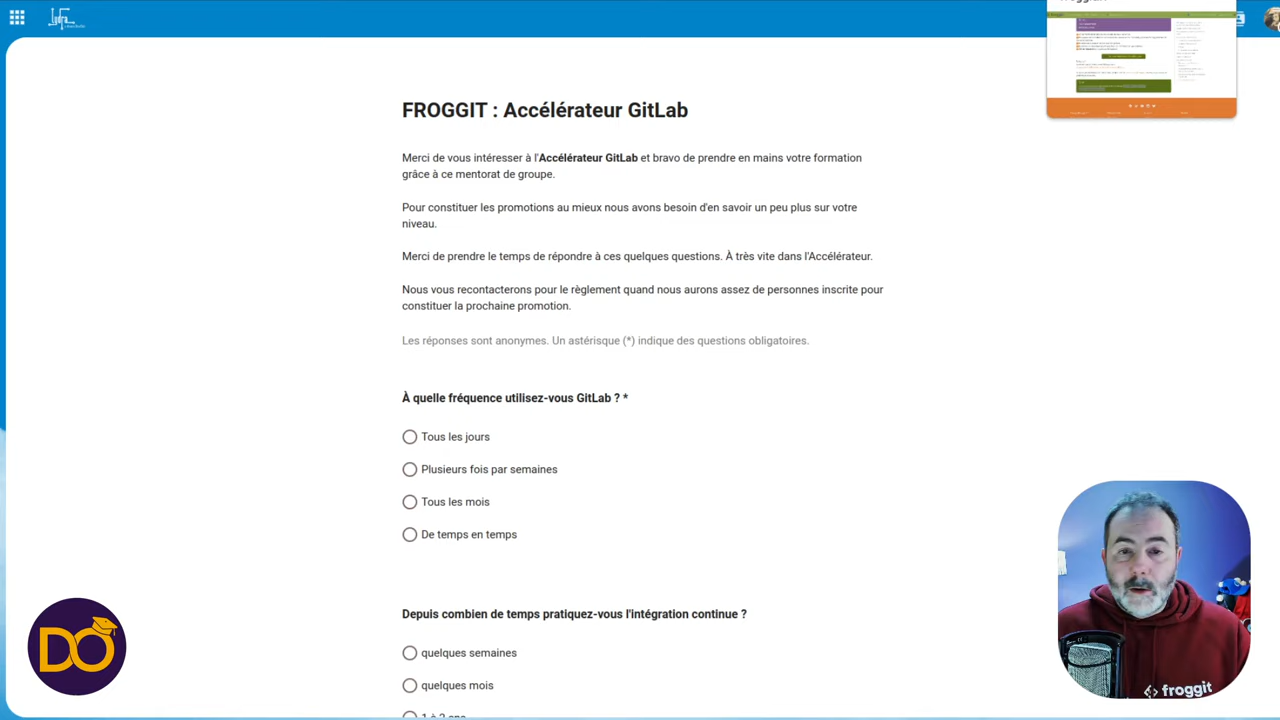 Lydra
FROGGIT : Accélérateur GitLab
Merci de vous intéresser à l'Accélérateur GitLab et bravo de prendre en mains votre formation
grâce à ce mentorat de groupe.
Pour constituer les promotions au mieux nous avons besoin d'en savoir un peu plus sur votre
niveau.
Merci de prendre le temps de répondre à ces quelques questions. À très vite dans l'Accélérateur.
Nous vous recontacterons pour le règlement quand nous aurons assez de personnes inscrite pour
constituer la prochaine promotion.
Les réponses sont anonymes. Un astérisque (*) indique des questions obligatoires.
À quelle fréquence utilisez-vous GitLab ? *
Tous les jours
Plusieurs fois par semaines
Tous les mois
De temps en temps
Depuis combien de temps pratiquez-vous l'intégration continue ?
quelques semaines
quelques mois
1 à 2 ans
DO
froggit